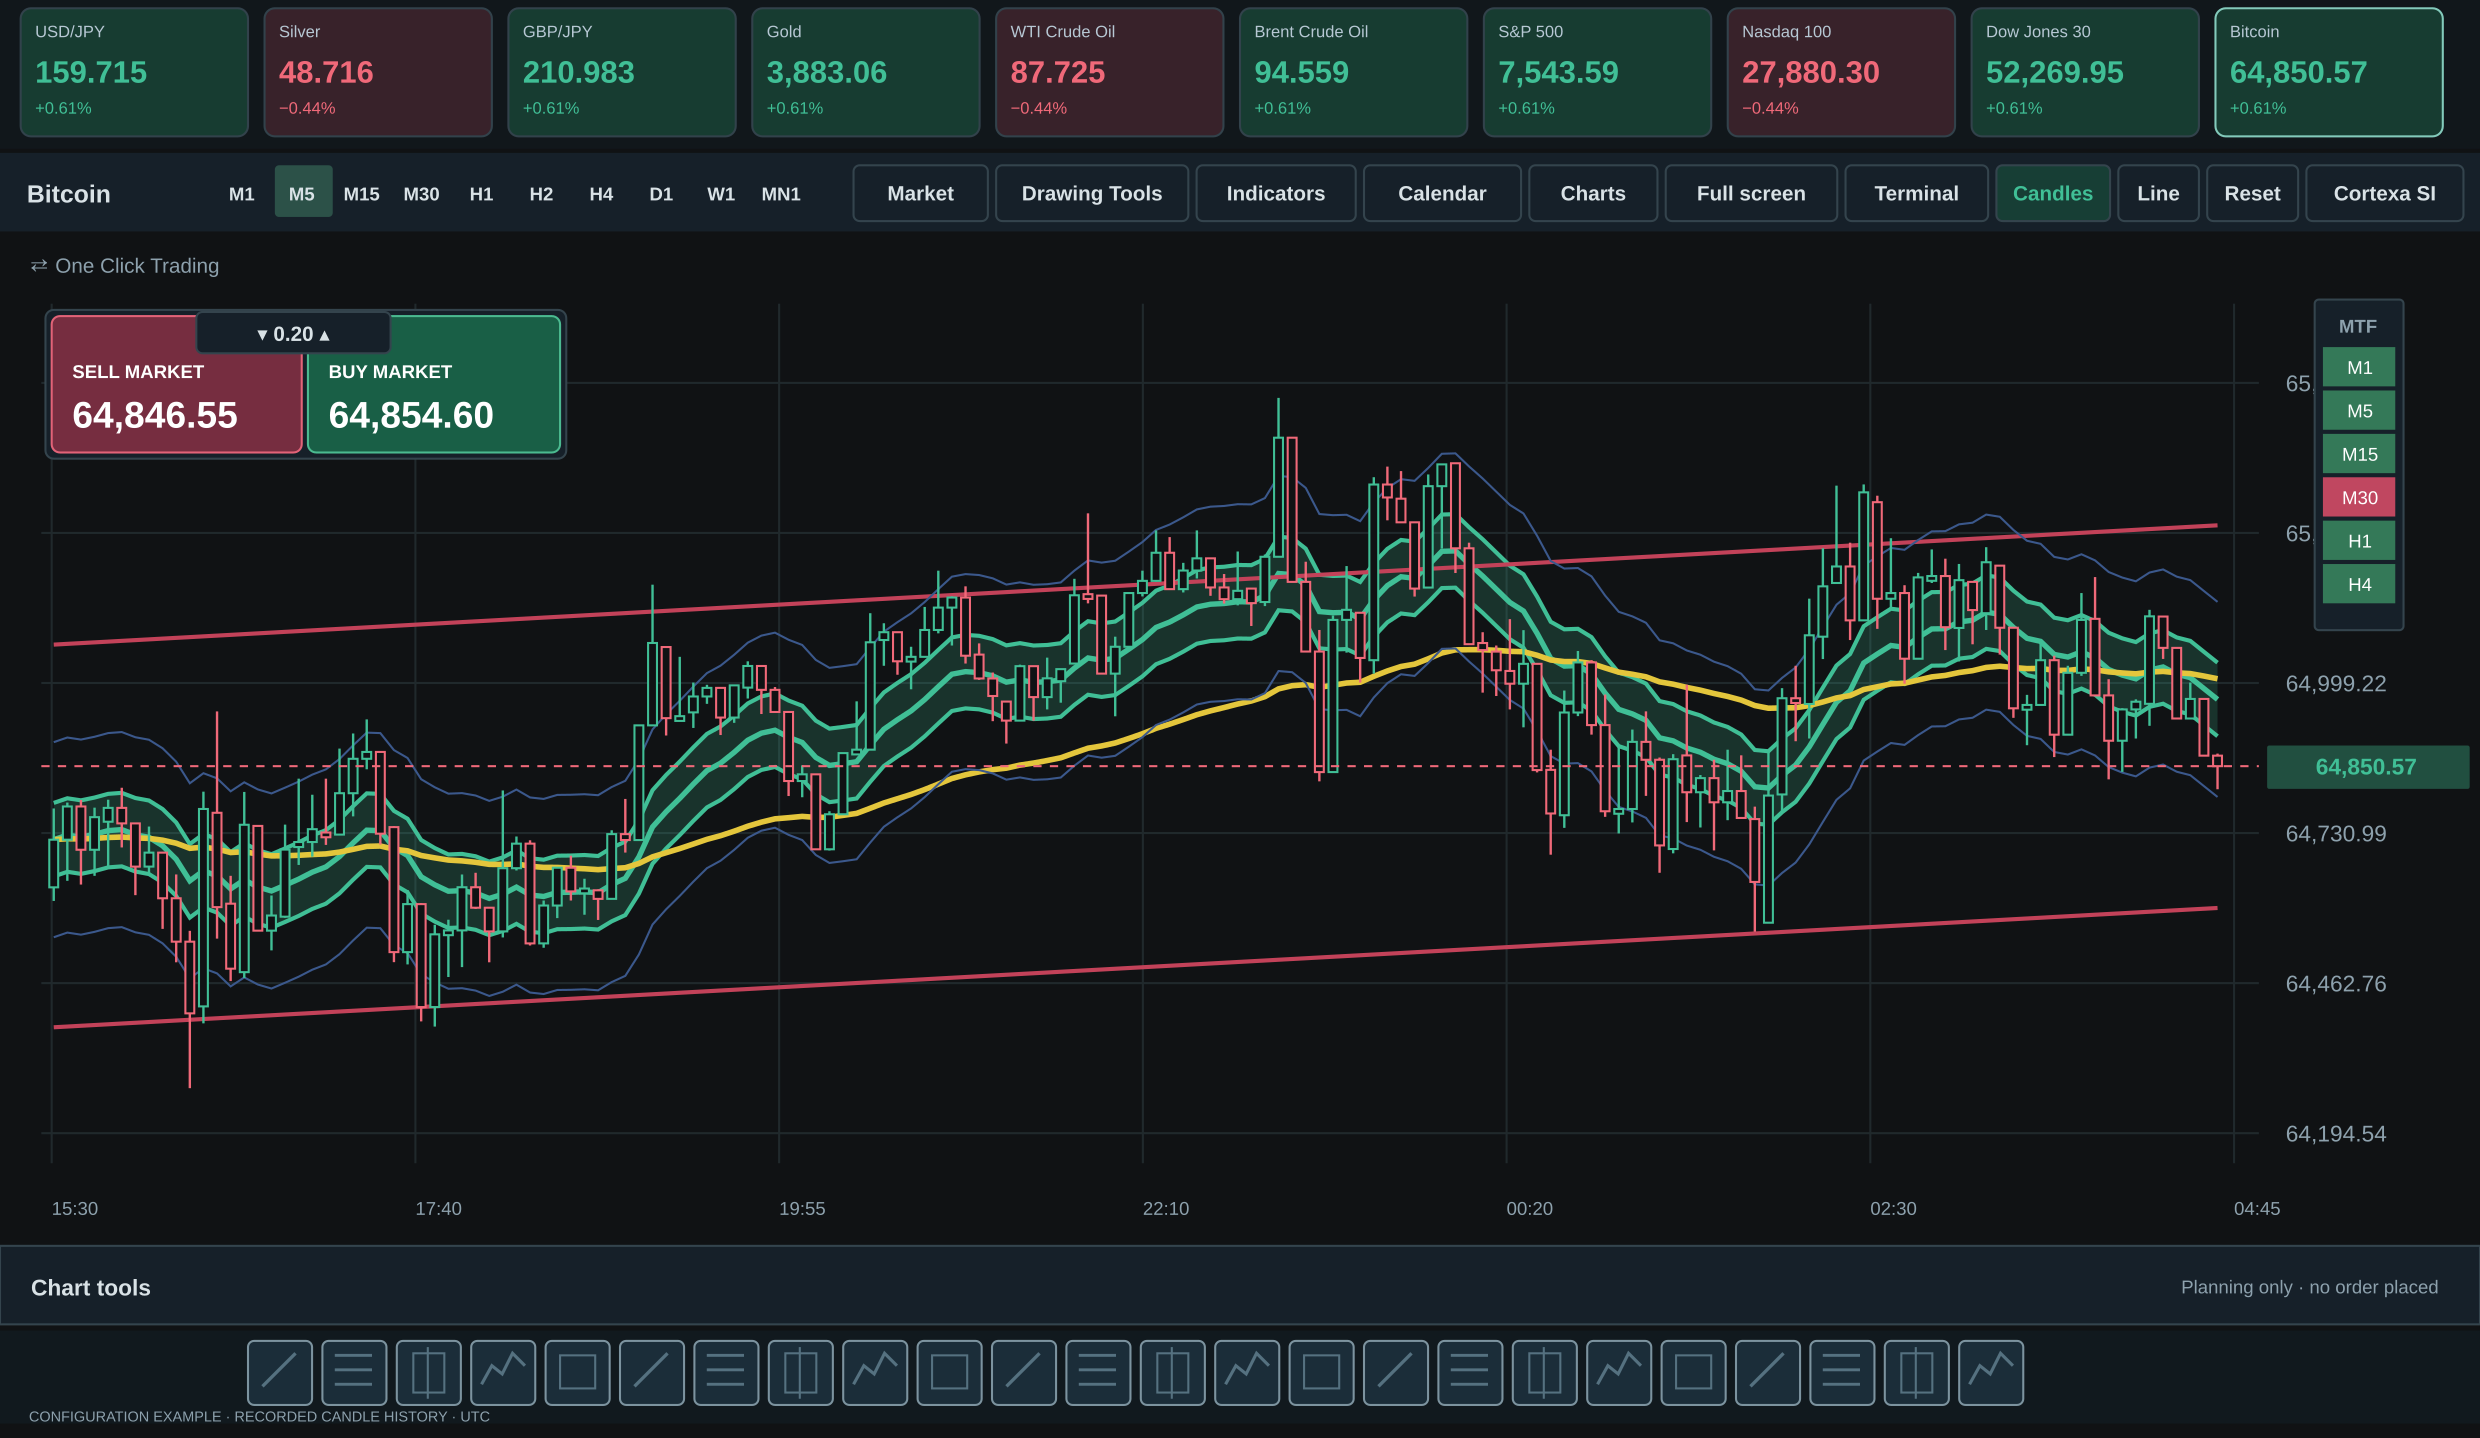 USD/JPY
159.715
+0.61%
Silver
48.716
−0.44%
GBP/JPY
210.983
+0.61%
Gold
3,883.06
+0.61%
WTI Crude Oil
87.725
−0.44%
Brent Crude Oil
94.559
+0.61%
S&P 500
7,543.59
+0.61%
Nasdaq 100
27,880.30
−0.44%
Dow Jones 30
52,269.95
+0.61%
Bitcoin
64,850.57
+0.61%
Bitcoin M1 M5 M15 M30 H1 H2 H4 D1 W1 MN1 Market Drawing Tools Indicators Calendar Charts Full screen Terminal Candles Line Reset Cortexa SI
⇄ One Click Trading
▾ 0.20 ▴
SELL MARKET
64,846.55
BUY MARKET
64,854.60
MTF
M1
M5
M15
M30
H1
H4
65,
65,
64,999.22
64,850.57
64,730.99
64,462.76
64,194.54
15:30 17:40 19:55 22:10 00:20 02:30 04:45
Chart tools
Planning only · no order placed
CONFIGURATION EXAMPLE · RECORDED CANDLE HISTORY · UTC